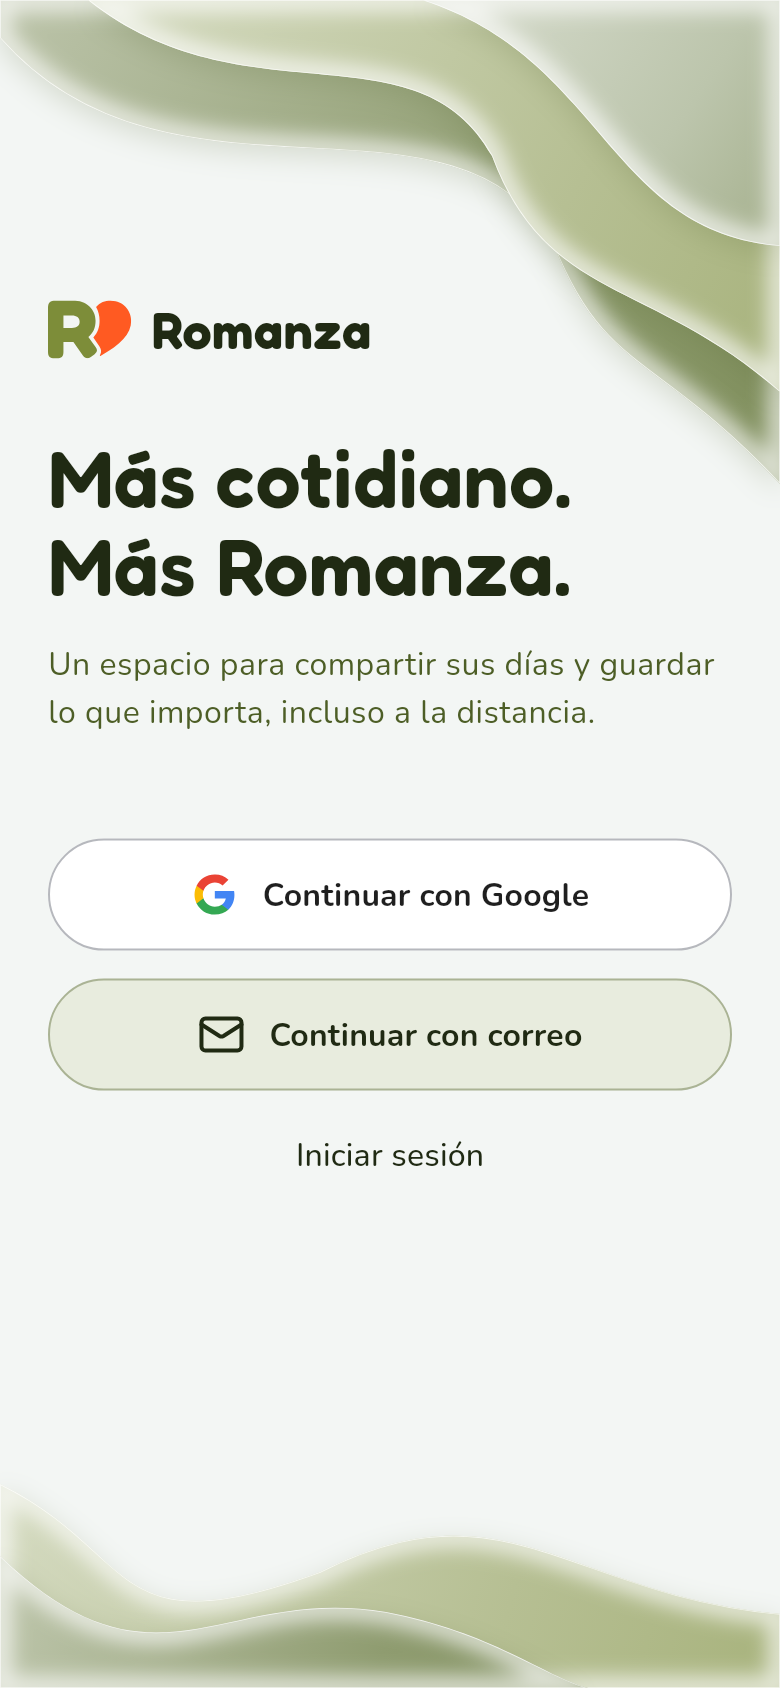 Romanza
Más cotidiano.
Más Romanza.
Un espacio para compartir sus días y guardar
lo que importa, incluso a la distancia.
Continuar con Google
Continuar con correo
Iniciar sesión